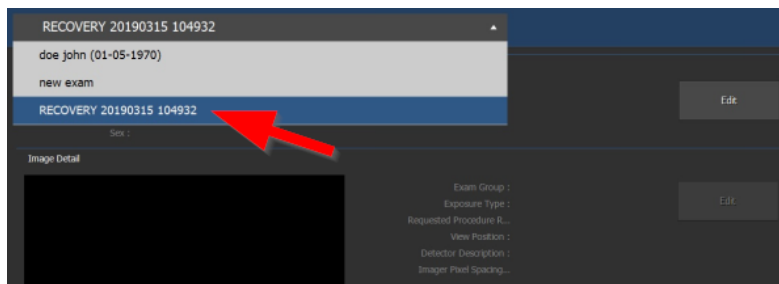 RECOVERY 20190315 104932
doe john (01-05-1970)
new exam
RECOVERY 20190315 104932
Edit
Sex :
Image Detail
Exam Group :
Edit
Exposure Type :
Requested Procedure R...
View Position :
Detector Description :
Imager Pixel Spacing...